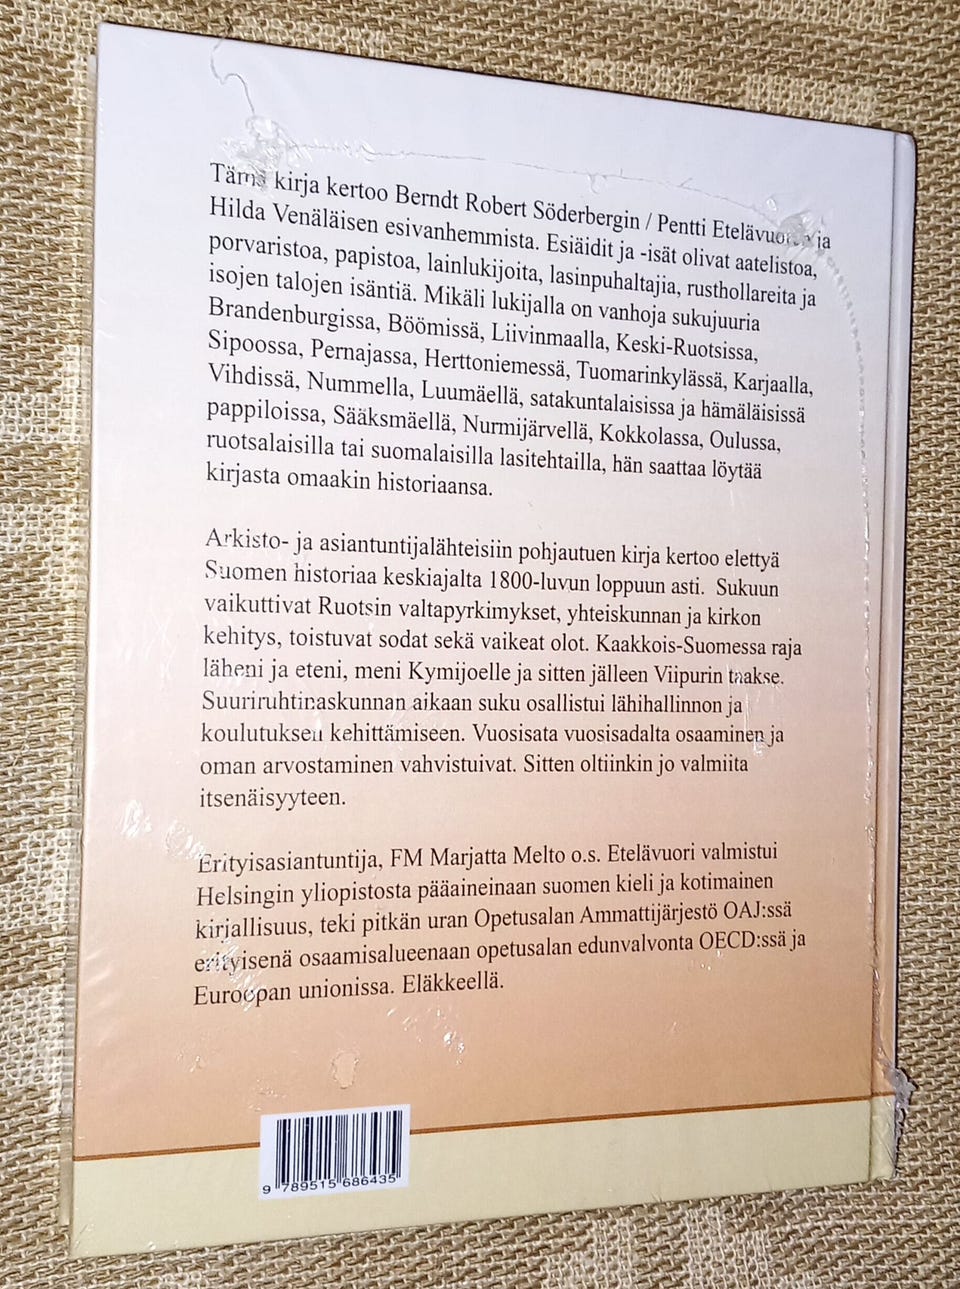 Tämä kirja kertoo Berndt Robert Söderbergin / Pentti Etelävuoren ja
Hilda Venäläisen esivanhemmista. Esiäidit ja -isät olivat aatelistoa,
porvaristoa, papistoa, lainlukijoita, lasinpuhaltajia, rusthollareita ja
isojen talojen isäntiä. Mikäli lukijalla on vanhoja sukujuuria
Brandenburgissa, Böömissä, Liivinmaalla, Keski-Ruotsissa,
Sipoossa, Pernajassa, Herttoniemessä, Tuomarinkylässä, Karjaalla,
Vihdissä, Nummella, Luumäellä, satakuntalaisissa ja hämäläisissä
pappiloissa, Sääksmäellä, Nurmijärvellä, Kokkolassa, Oulussa,
ruotsalaisilla tai suomalaisilla lasitehtailla, hän saattaa löytää
kirjasta omaakin historiaansa.
Arkisto- ja asiantuntijalähteisiin pohjautuen kirja kertoo elettyä
Suomen historiaa keskiajalta 1800-luvun loppuun asti. Sukuun
vaikuttivat Ruotsin valtapyrkimykset, yhteiskunnan ja kirkon
kehitys, toistuvat sodat sekä vaikeat olot. Kaakkois-Suomessa raja
läheni ja eteni, meni Kymijoelle ja sitten jälleen Viipurin taakse.
Suuriruhtinaskunnan aikaan suku osallistui lähihallinnon ja
koulutuksen kehittämiseen. Vuosisata vuosisadalta osaaminen ja
oman arvostaminen vahvistuivat. Sitten oltiinkin jo valmiita
itsenäisyyteen.
Erityisasiantuntija, FM Marjatta Melto o.s. Etelävuori valmistui
Helsingin yliopistosta pääaineinaan suomen kieli ja kotimainen
kirjallisuus, teki pitkän uran Opetusalan Ammattijärjestö OAJ:ssä
erityisenä osaamisalueenaan opetusalan edunvalvonta OECD:ssä ja
Euroopan unionissa. Eläkkeellä.
9 789515 686435